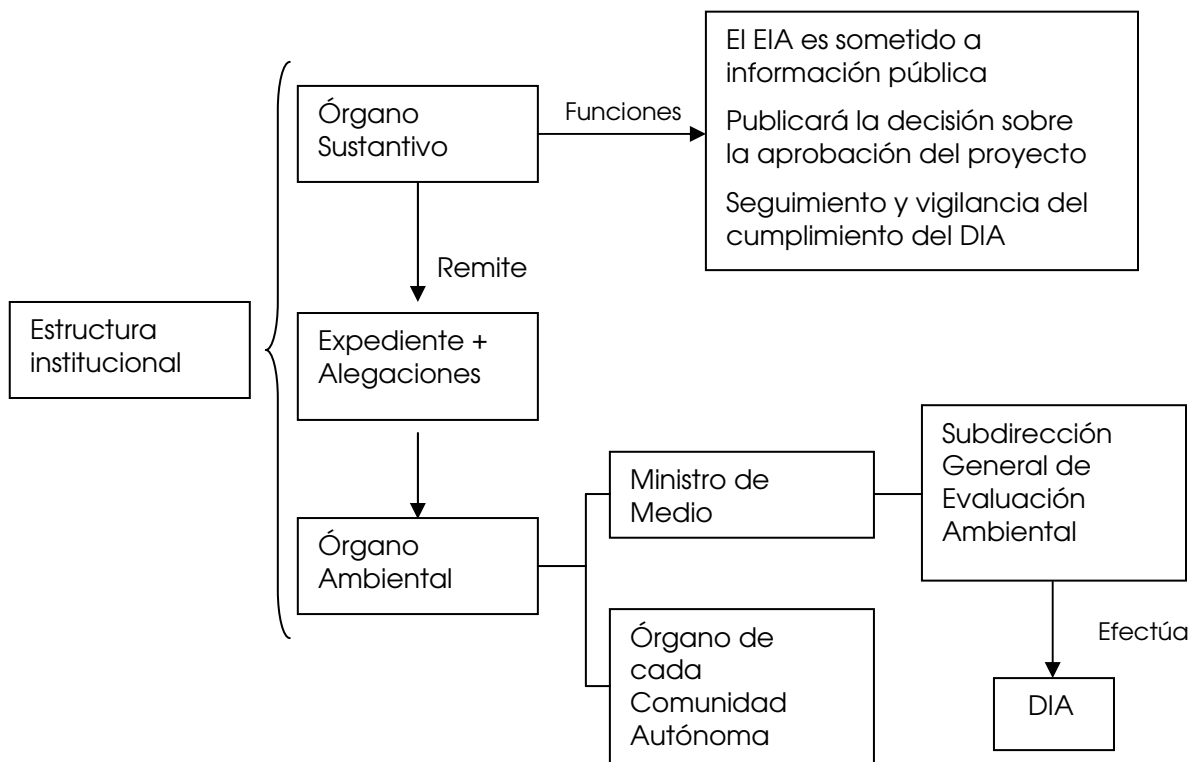 El EIA es sometido a
información pública
Publicará la decisión sobre
la aprobación del proyecto
Seguimiento y vigilancia del
cumplimiento del DIA
Órgano
Sustantivo
Funciones
Remite
Estructura
institucional
Expediente +
Alegaciones
Subdirección
General de
Evaluación
Ambiental
Ministro de
Medio
Órgano
Ambiental
Efectúa
Órgano de
cada
Comunidad
Autónoma
DIA